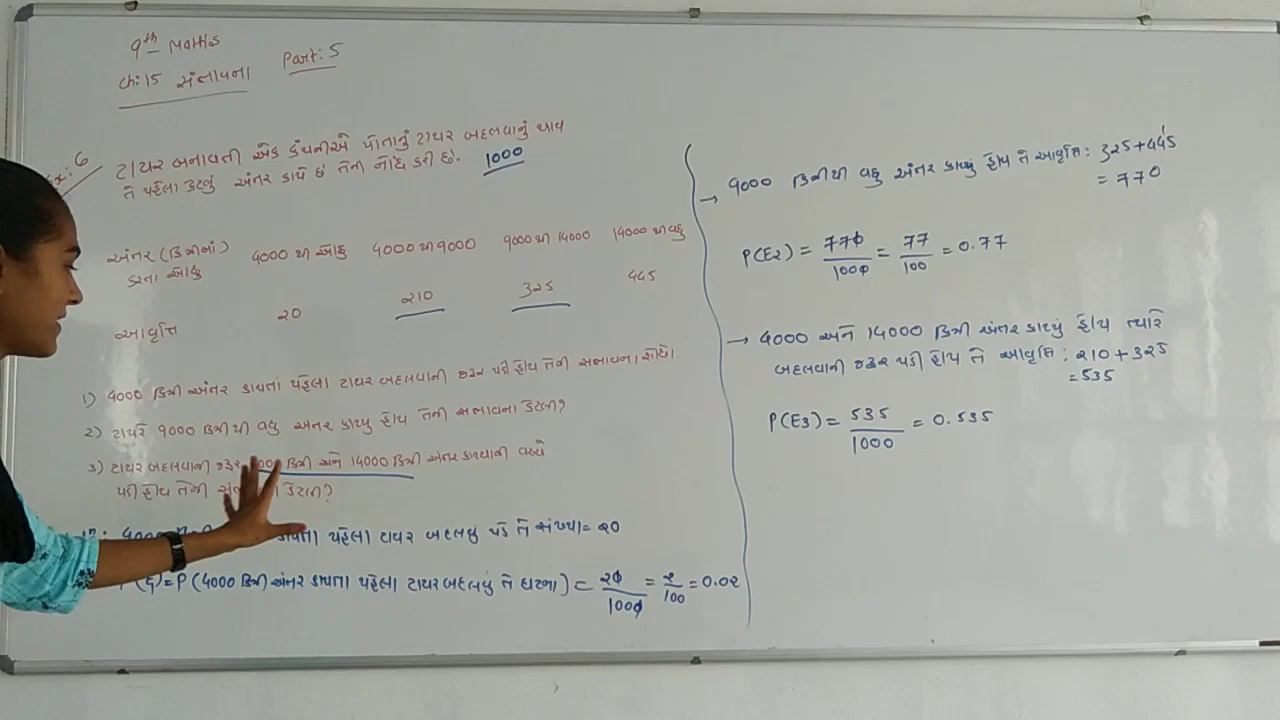 9th Maths
Ch: 15 સંભાવના Part: 5
Ex: 6
ટાયર બનાવતી એક કંપનીએ પોતાનું ટાયર બદલવાનું થાય
તે પહેલા કેટલું અંતર કાપે છે તેની નોંધ કરી છે. 1000
અંતર (કિમીમાં) 4000 થી ઓછુ 4000 થી 9000 9000 થી 14000 14000 થી વધુ
કરતા ઓછુ
આવૃત્તિ 20 210 325 445
1) 4000 કિમી અંતર કાપતાં પહેલા ટાયર બદલવાની જરૂર પડી હોય તેની સંભાવના શોધો.
2) ટાયરે 9000 કિમીથી વધુ અંતર કાપ્યુ હોય તેની સંભાવના કેટલી?
3) ટાયર બદલવાની જરૂર કિમી અને 14000 કિમી અંતર કાપવાની વચ્ચે
પડી હોય તેની કેટલી?
પહેલા ટાયર બદલવુ પડે તે સંખ્યા = 20
= P (4000 કિમી અંતર કાપતા પહેલા ટાયર બદલવું તે ઘટના) = 20/1000 = 2/100 = 0.02
→ 9000 કિમીથી વધુ અંતર કાપ્યું હોય તે આવૃત્તિ: 325+445
= 770
P(E2) = 770/1000 = 77/100 = 0.77
→ 4000 અને 14000 કિમી અંતર કાપ્યું હોય ત્યારે
બદલવાની જરૂર પડી હોય તે આવૃત્તિ: 210 + 325
=535
P(E3) = 535/1000 = 0.535